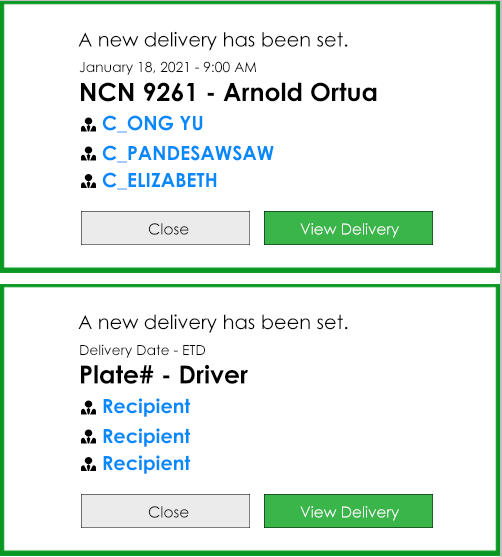 A new delivery has been set.
January 18, 2021 - 9:00 AM
NCN 9261 - Arnold Ortua
C_ONG YU
C_PANDESAWSAW
C_ELIZABETH
Close
View Delivery
A new delivery has been set.
Delivery Date - ETD
Plate# - Driver
Recipient
Recipient
Recipient
Close
View Delivery